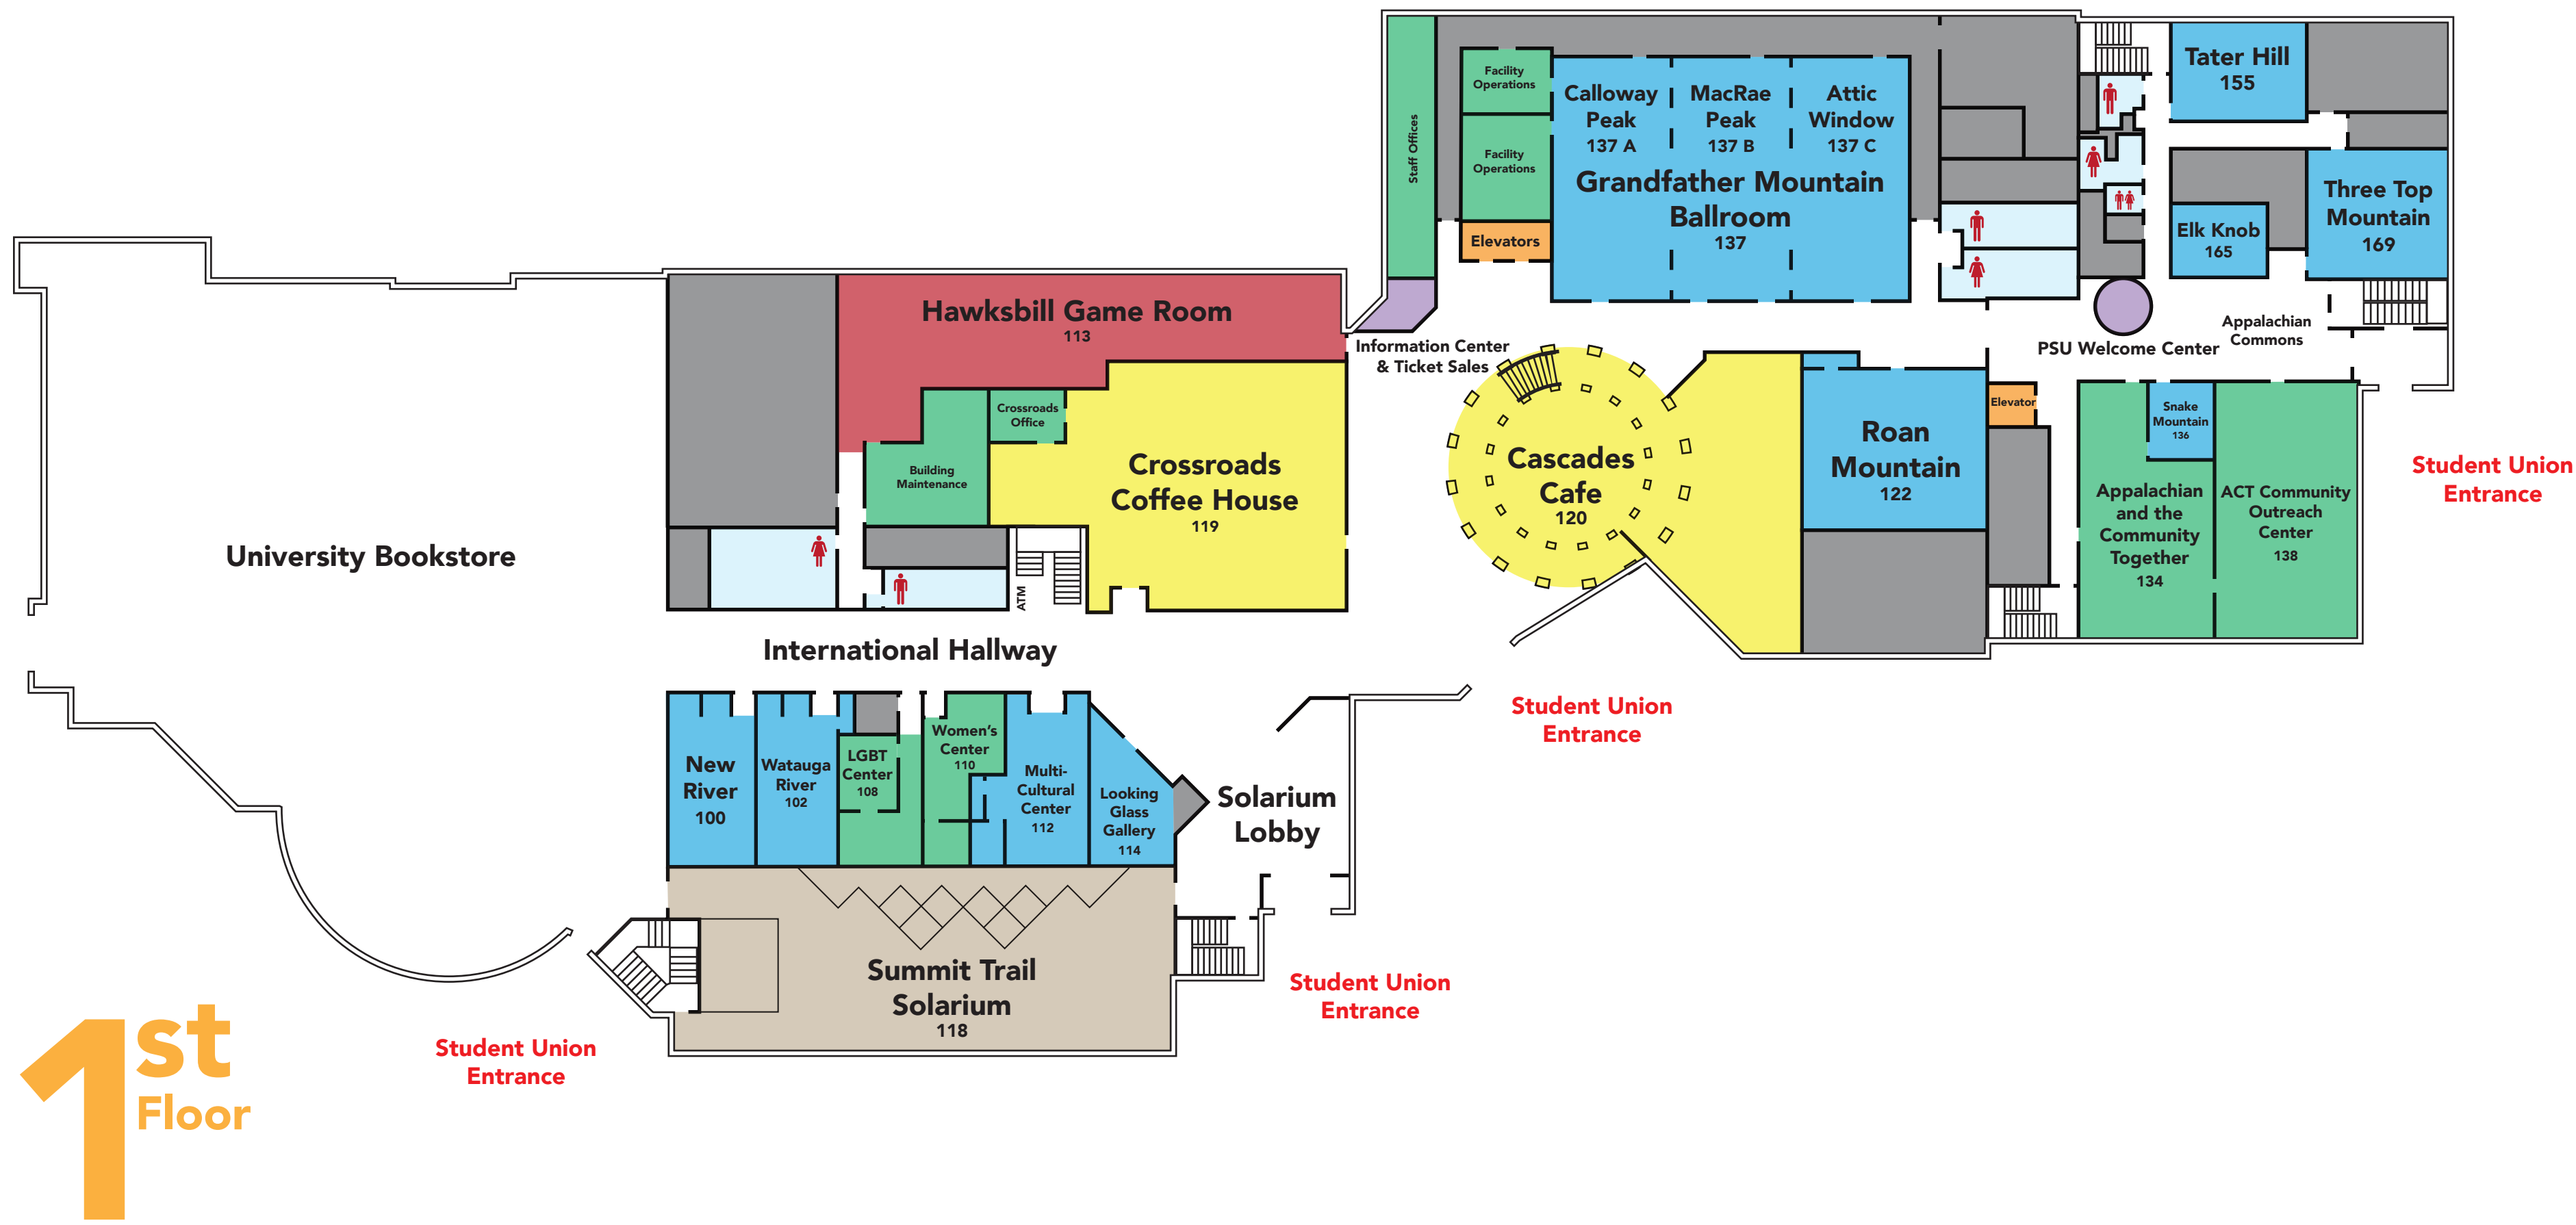 Staff Offices
Facility
Operations
Facility
Operations
Elevators
Calloway
Peak
137 A
MacRae
Peak
137 B
Attic
Window
137 C
Grandfather Mountain
Ballroom
137
Tater Hill
155
Elk Knob
165
Three Top
Mountain
169
Hawksbill Game Room
113
Information Center
& Ticket Sales
PSU Welcome Center
Appalachian
Commons
Crossroads
Office
Building
Maintenance
Crossroads
Coffee House
119
Cascades
Cafe
120
Roan
Mountain
122
Elevator
Snake
Mountain
136
Appalachian
and the
Community
Together
134
ACT Community
Outreach
Center
138
Student Union
Entrance
University Bookstore
ATM
International Hallway
Student Union
Entrance
New
River
100
Watauga
River
102
LGBT
Center
108
Women's
Center
110
Multi-
Cultural
Center
112
Looking
Glass
Gallery
114
Solarium
Lobby
Summit Trail
Solarium
118
Student Union
Entrance
Student Union
Entrance
1st
Floor